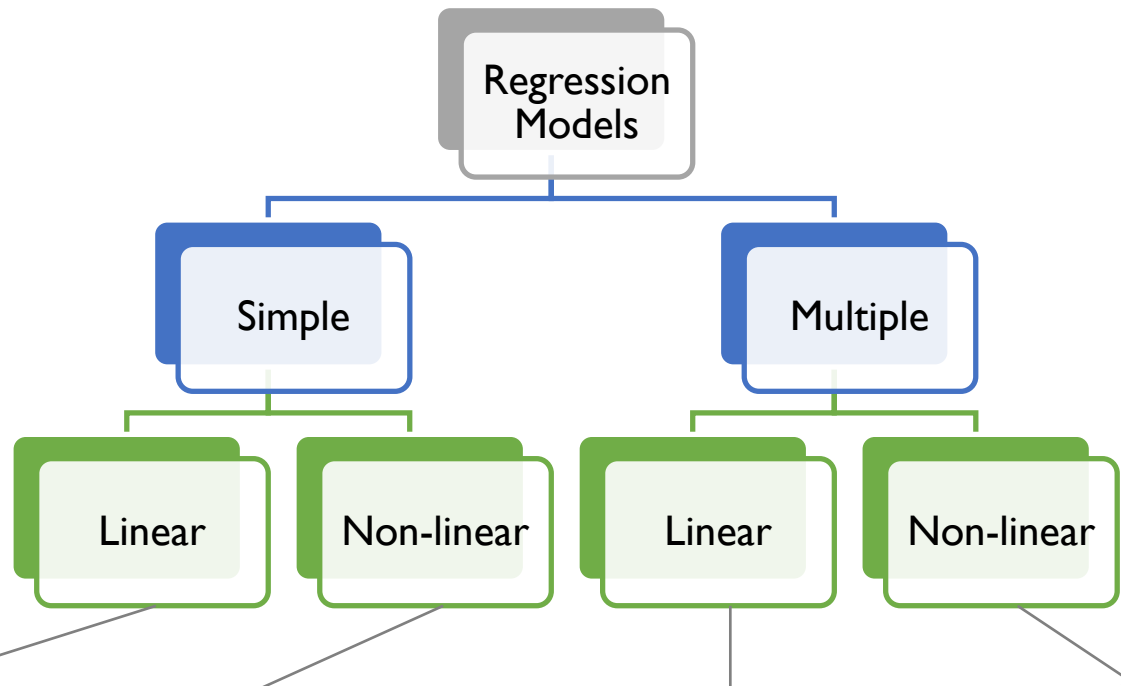 Regression
Models
Simple
Multiple
Linear
Non-linear
Linear
Non-linear